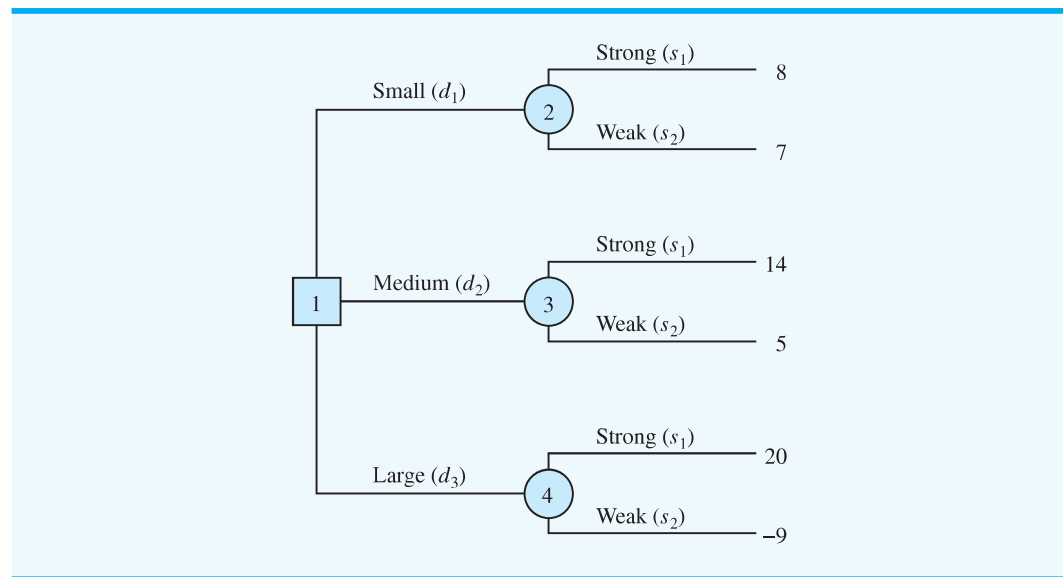 Strong (s₁)
8
Small (d₁)
2
Weak (s₂)
7
Strong (s₁)
14
Medium (d₂)
1
3
Weak (s₂)
5
Strong (s₁)
20
Large (d₃)
4
Weak (s₂)
–9